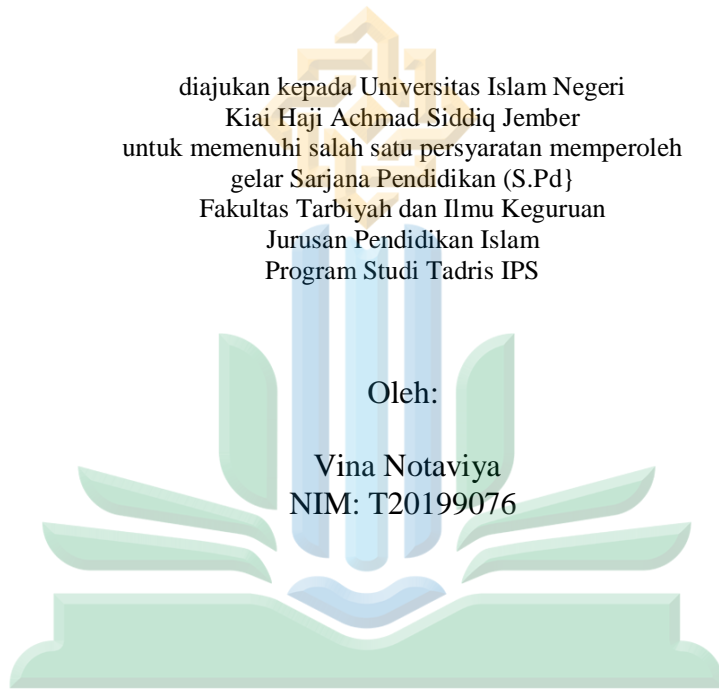 diajukan kepada Universitas Islam Negeri
Kiai Haji Achmad Siddiq Jember
untuk memenuhi salah satu persyaratan memperoleh
gelar Sarjana Pendidikan (S.Pd}
Fakultas Tarbiyah dan Ilmu Keguruan
Jurusan Pendidikan Islam
Program Studi Tadris IPS
Oleh:
Vina Notaviya
NIM: T20199076